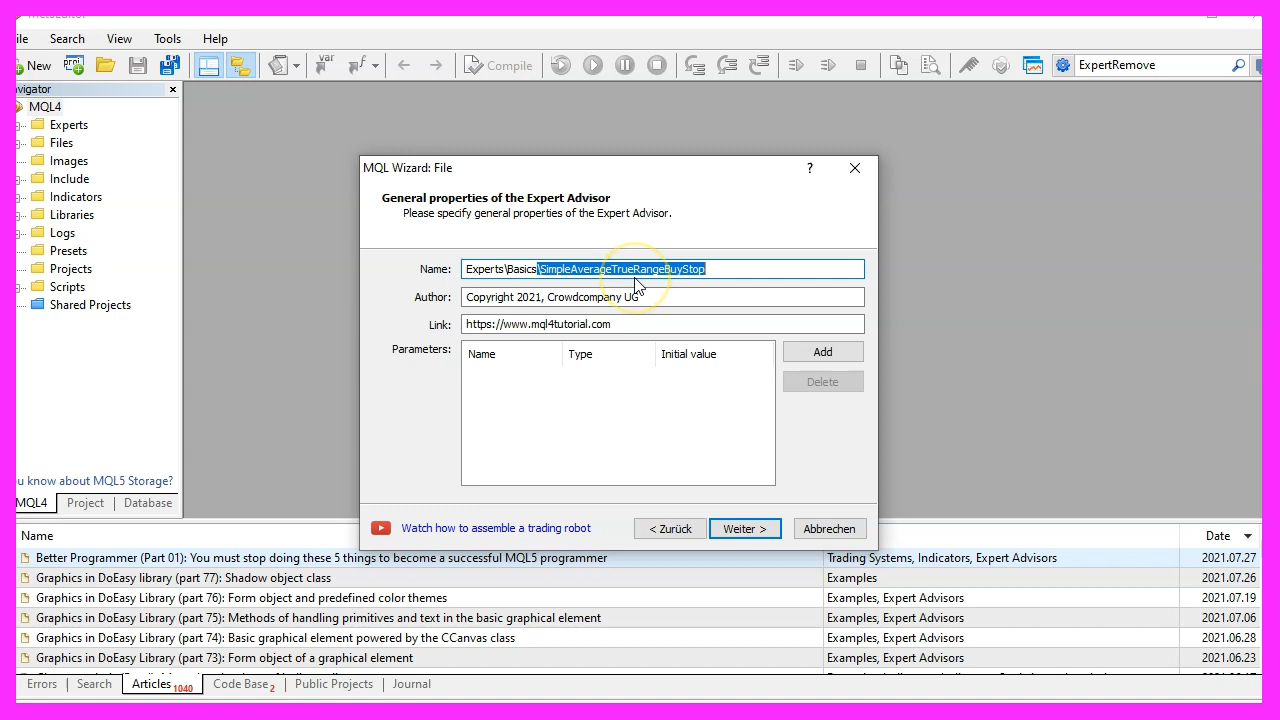 MetaEditor
ile Search View Tools Help
New Compile ExpertRemove
avigator
MQL4
Experts
Files
Images
Include
Indicators
Libraries
Logs
Presets
Projects
Scripts
Shared Projects
ou know about MQL5 Storage?
MQL4 Project Database
MQL Wizard: File
General properties of the Expert Advisor
Please specify general properties of the Expert Advisor.
Name: Experts\Basics\SimpleAverageTrueRangeBuyStop
Author: Copyright 2021, Crowdcompany UG
Link: https://www.mql4tutorial.com
Parameters: Name Type Initial value
Add
Delete
Watch how to assemble a trading robot < Zurück Weiter > Abbrechen
Name Date
Better Programmer (Part 01): You must stop doing these 5 things to become a successful MQL5 programmer Trading Systems, Indicators, Expert Advisors 2021.07.27
Graphics in DoEasy library (part 77): Shadow object class Examples 2021.07.26
Graphics in DoEasy library (part 76): Form object and predefined color themes Examples, Expert Advisors 2021.07.19
Graphics in DoEasy Library (part 75): Methods of handling primitives and text in the basic graphical element Examples, Expert Advisors 2021.07.06
Graphics in DoEasy Library (part 74): Basic graphical element powered by the CCanvas class Examples, Expert Advisors 2021.06.28
Graphics in DoEasy Library (part 73): Form object of a graphical element Examples, Expert Advisors 2021.06.23
Errors Search Articles 1040 Code Base 2 Public Projects Journal